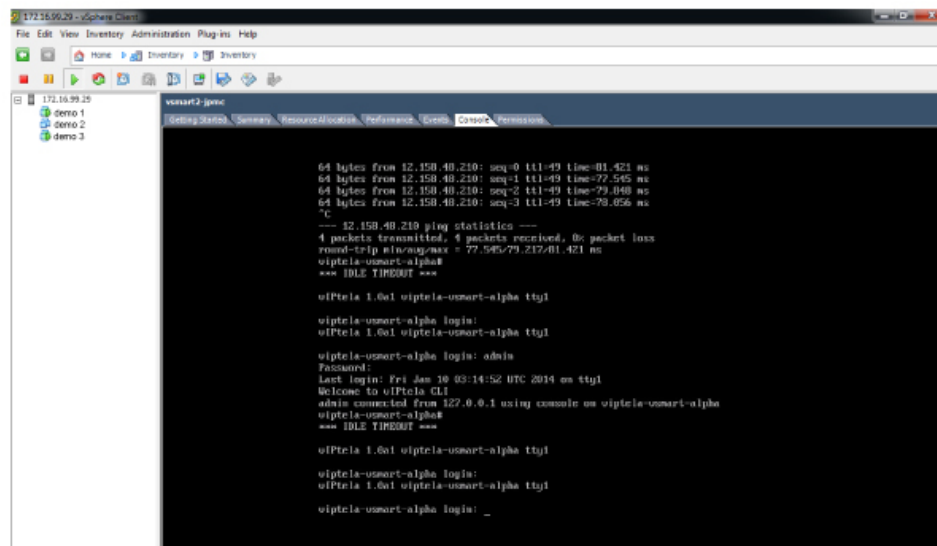 172.16.99.29 - vSphere Client
File Edit View Inventory Administration Plug-ins Help
Home Inventory Inventory
172.16.99.29
demo 1
demo 2
demo 3
vsmart2-jpmc
Getting Started Summary Resource Allocation Performance Events Console Permissions
64 bytes from 12.150.48.210: seq=0 ttl=49 time=81.421 ms
64 bytes from 12.150.48.210: seq=1 ttl=49 time=77.545 ms
64 bytes from 12.150.48.210: seq=2 ttl=49 time=79.848 ms
64 bytes from 12.150.48.210: seq=3 ttl=49 time=78.056 ms
^C
--- 12.150.48.210 ping statistics ---
4 packets transmitted, 4 packets received, 0% packet loss
round-trip min/avg/max = 77.545/79.217/81.421 ms
viptela-vsmart-alpha#
*** IDLE TIMEOUT ***
vIPtela 1.0a1 viptela-vsmart-alpha tty1
viptela-vsmart-alpha login:
vIPtela 1.0a1 viptela-vsmart-alpha tty1
viptela-vsmart-alpha login: admin
Password:
Last login: Fri Jan 10 03:14:52 UTC 2014 on tty1
Welcome to vIPtela CLI
admin connected from 127.0.0.1 using console on viptela-vsmart-alpha
viptela-vsmart-alpha#
*** IDLE TIMEOUT ***
vIPtela 1.0a1 viptela-vsmart-alpha tty1
viptela-vsmart-alpha login:
vIPtela 1.0a1 viptela-vsmart-alpha tty1
viptela-vsmart-alpha login: _